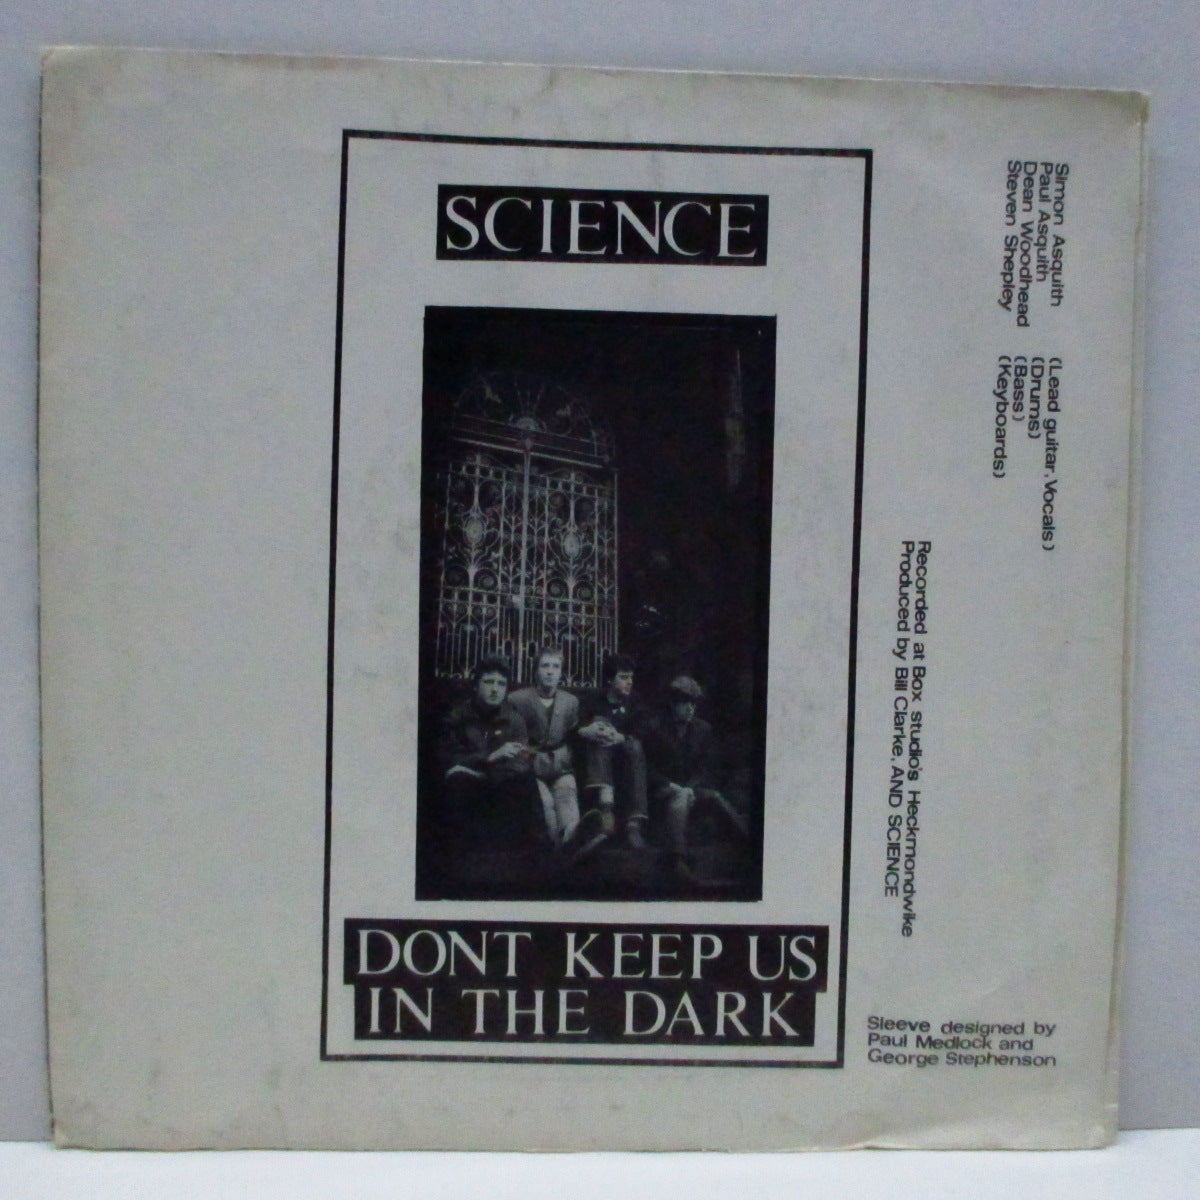 SCIENCE
DONT KEEP US
IN THE DARK
Simon Asquith (Lead guitar, Vocals)
Paul Asquith (Drums)
Dean Woodhead (Bass)
Steven Shepley (Keyboards)
Recorded at Box studio's Heckmondwike
Produced by Bill Clarke, AND SCIENCE
Sleeve designed by
Paul Medlock and
George Stephenson